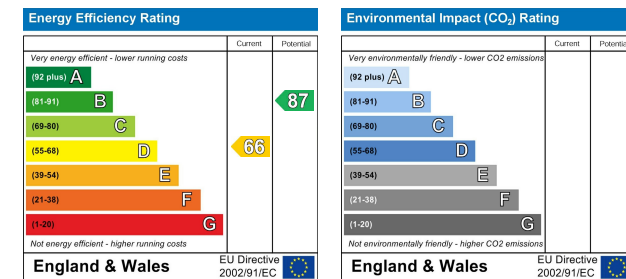 Energy Efficiency Rating
Current Potential
Very energy efficient - lower running costs
(92 plus) A
(81-91) B
87
(69-80) C
(55-68) D
66
(39-54) E
(21-38) F
(1-20) G
Not energy efficient - higher running costs
England & Wales
EU Directive
2002/91/EC
Environmental Impact (CO₂) Rating
Current Potential
Very environmentally friendly - lower CO2 emissions
(92 plus) A
(81-91) B
(69-80) C
(55-68) D
(39-54) E
(21-38) F
(1-20) G
Not environmentally friendly - higher CO2 emissions
England & Wales
EU Directive
2002/91/EC